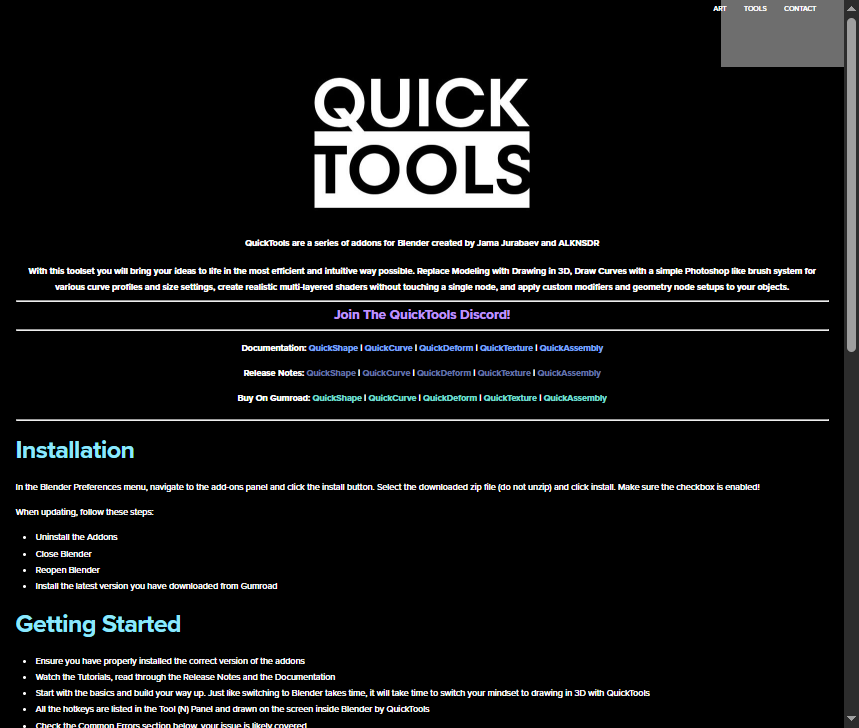 ART TOOLS CONTACT
QUICK
TOOLS
QuickTools are a series of addons for Blender created by Jama Jurabaev and ALKNSDR
With this toolset you will bring your ideas to life in the most efficient and intuitive way possible. Replace Modeling with Drawing in 3D, Draw Curves with a simple Photoshop like brush system for
various curve profiles and size settings, create realistic multi-layered shaders without touching a single node, and apply custom modifiers and geometry node setups to your objects.
Join The QuickTools Discord!
Documentation: QuickShape | QuickCurve | QuickDeform | QuickTexture | QuickAssembly
Release Notes: QuickShape | QuickCurve | QuickDeform | QuickTexture | QuickAssembly
Buy On Gumroad: QuickShape | QuickCurve | QuickDeform | QuickTexture | QuickAssembly
Installation
In the Blender Preferences menu, navigate to the add-ons panel and click the install button. Select the downloaded zip file (do not unzip) and click install. Make sure the checkbox is enabled!
When updating, follow these steps:
• Uninstall the Addons
• Close Blender
• Reopen Blender
• Install the latest version you have downloaded from Gumroad
Getting Started
• Ensure you have properly installed the correct version of the addons
• Watch the Tutorials, read through the Release Notes and the Documentation
• Start with the basics and build your way up. Just like switching to Blender takes time, it will take time to switch your mindset to drawing in 3D with QuickTools
• All the hotkeys are listed in the Tool (N) Panel and drawn on the screen inside Blender by QuickTools
• Check the Common Errors section below, your issue is likely covered